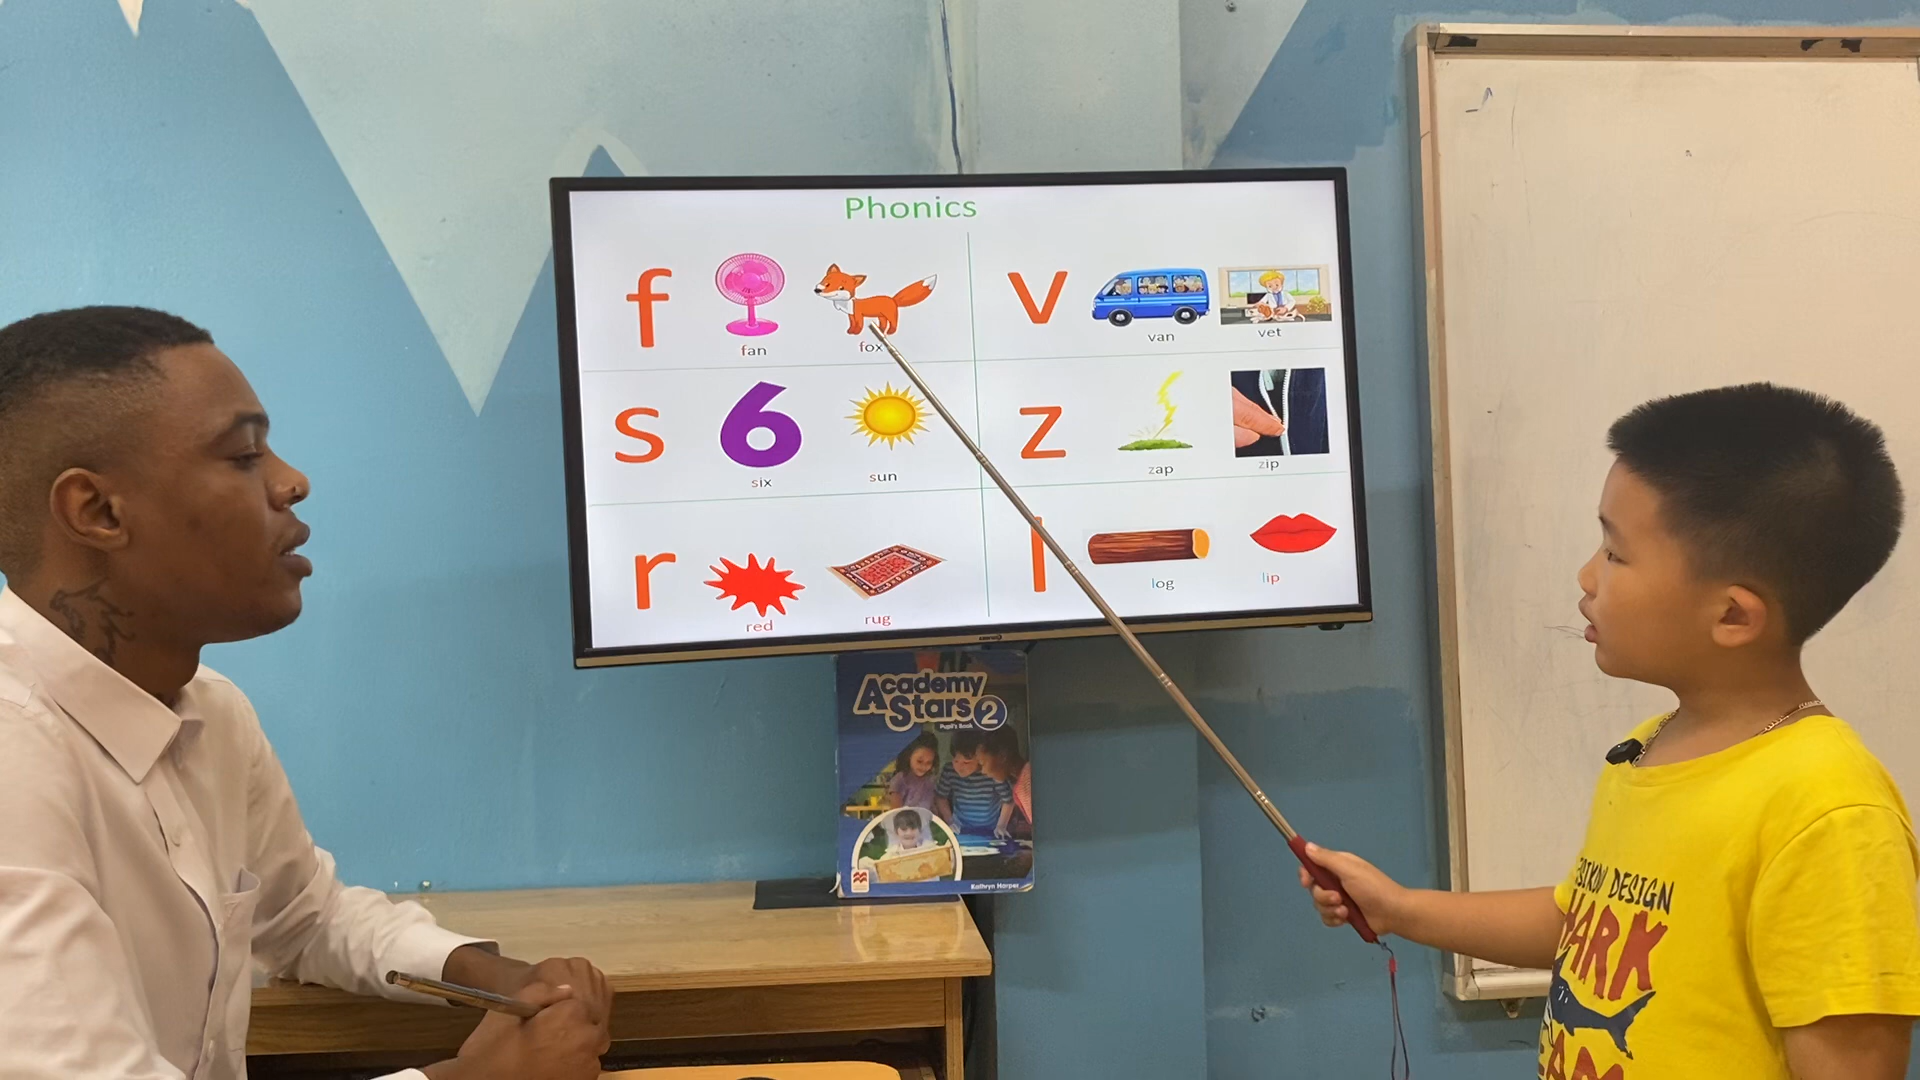 Phonics
f
fan
fox
v
van
vet
s
6
six
sun
z
zap
zip
r
red
rug
l
log
lip
Academy
Stars 2
Pupil's Book
Kathryn Harper
DESIGN